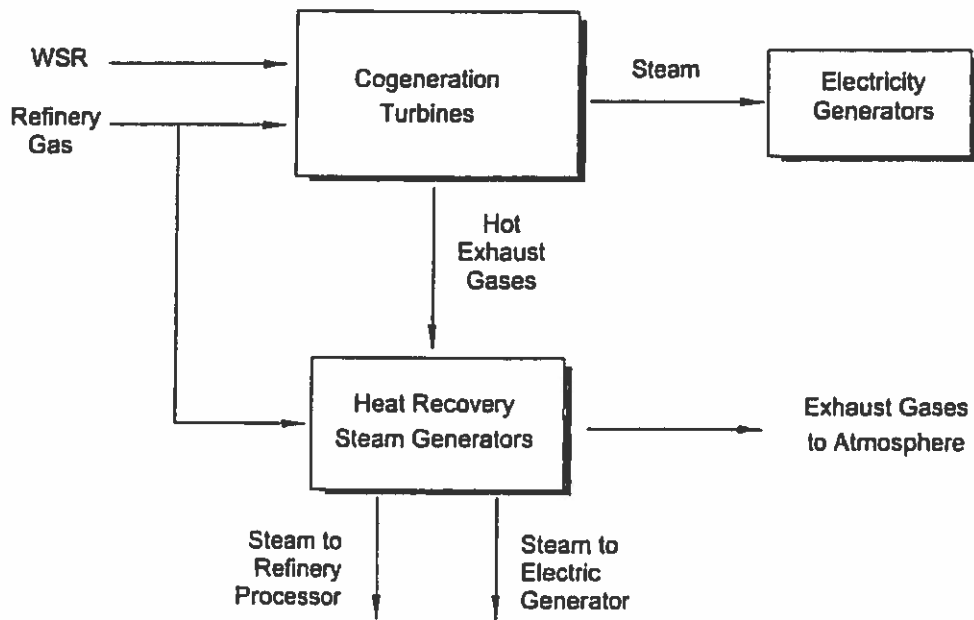 WSR
Refinery
Gas
Cogeneration
Turbines
Steam
Electricity
Generators
Hot
Exhaust
Gases
Heat Recovery
Steam Generators
Exhaust Gases
to Atmosphere
Steam to
Refinery
Processor
Steam to
Electric
Generator